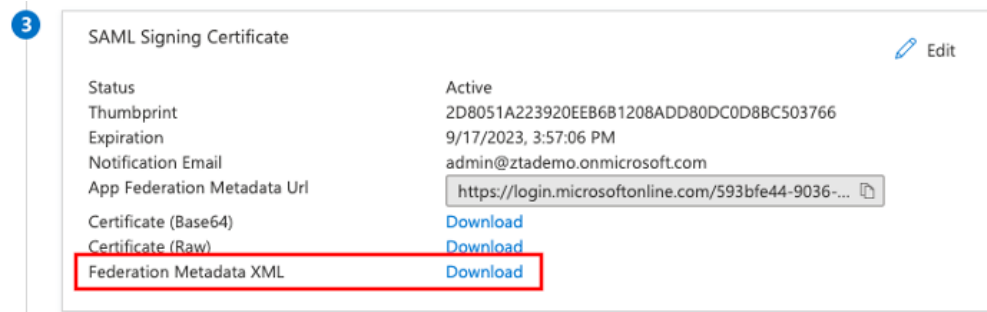 3
SAML Signing Certificate
Edit
Status Active
Thumbprint 2D8051A223920EEB6B1208ADD80DC0D8BC503766
Expiration 9/17/2023, 3:57:06 PM
Notification Email admin@ztademo.onmicrosoft.com
App Federation Metadata Url https://login.microsoftonline.com/593bfe44-9036-...
Certificate (Base64) Download
Certificate (Raw) Download
Federation Metadata XML Download